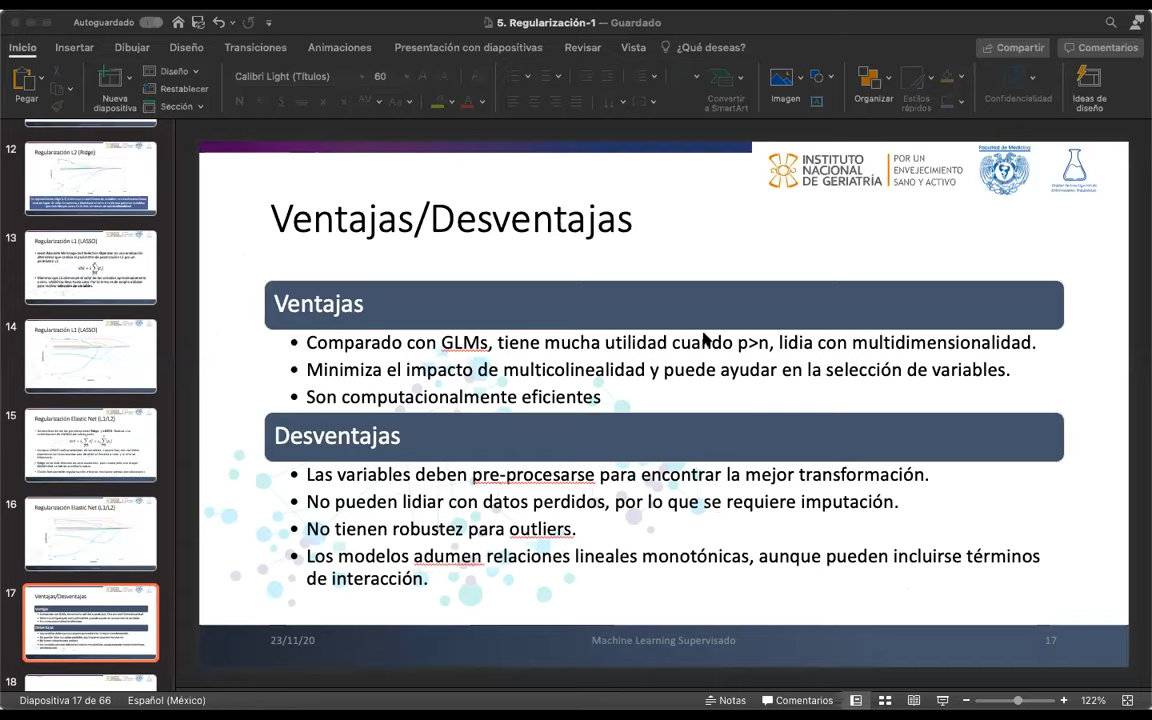 Autoguardado
5. Regularización-1 — Guardado
Inicio Insertar Dibujar Diseño Transiciones Animaciones Presentación con diapositivas Revisar Vista ¿Qué deseas? Compartir Comentarios
Pegar
Nueva diapositiva
Diseño
Restablecer
Sección
Calibri Light (Títulos) 60
Convertir a SmartArt
Imagen
Organizar
Estilos rápidos
Confidencialidad
Ideas de diseño
12
Regularización L2 (Ridge)
13
Regularización L1 (LASSO)
14
Regularización L1 (LASSO)
15
Regularización Elastic Net (L1/L2)
16
Regularización Elastic Net (L1/L2)
17
Ventajas/Desventajas
18
INSTITUTO NACIONAL DE GERIATRÍA
POR UN ENVEJECIMIENTO SANO Y ACTIVO
Facultad de Medicina
Ventajas/Desventajas
Ventajas
• Comparado con GLMs, tiene mucha utilidad cuando p>n, lidia con multidimensionalidad.
• Minimiza el impacto de multicolinealidad y puede ayudar en la selección de variables.
• Son computacionalmente eficientes
Desventajas
• Las variables deben pre-procesarse para encontrar la mejor transformación.
• No pueden lidiar con datos perdidos, por lo que se requiere imputación.
• No tienen robustez para outliers.
• Los modelos adumen relaciones lineales monotónicas, aunque pueden incluirse términos
de interacción.
23/11/20 Machine Learning Supervisado 17
Diapositiva 17 de 66 Español (México) Notas Comentarios 122%